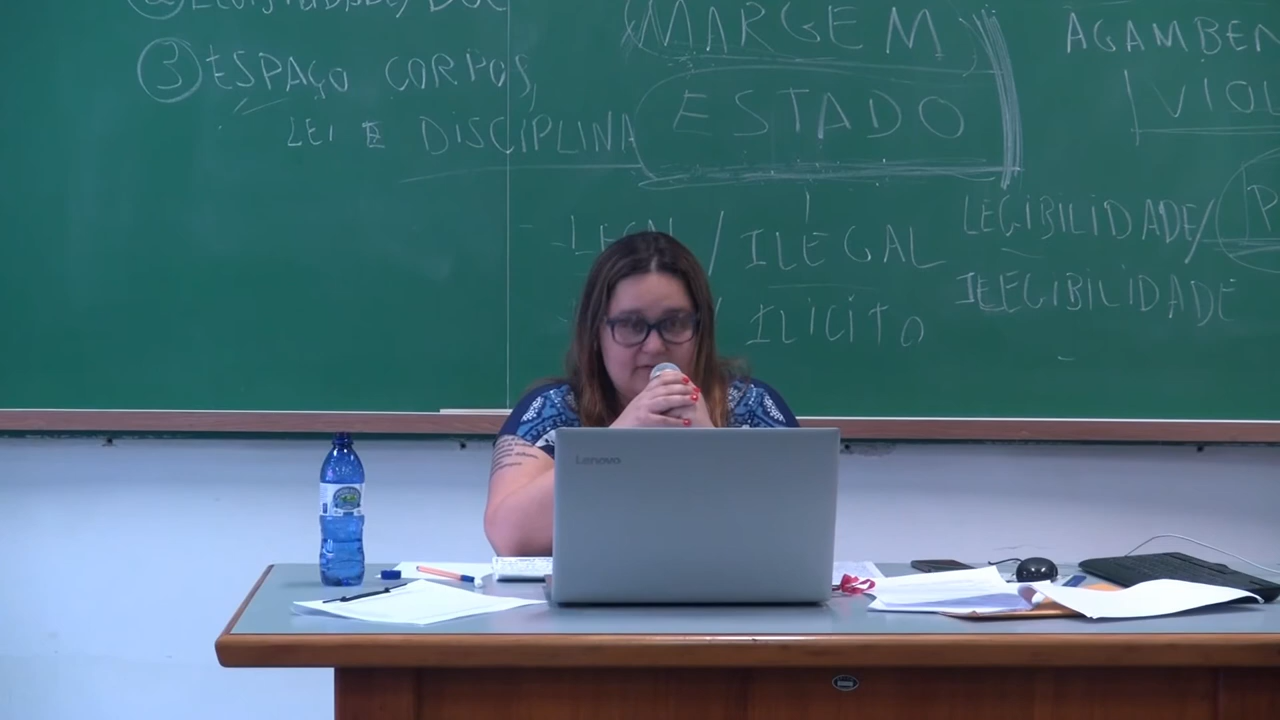 ③ ESPAÇO CORPOS,
LEI E DISCIPLINA
MARGEM
ESTADO
LEGAL / ILEGAL
/ ILÍCITO
AGAMBEN
VIOL
LEGIBILIDADE/
ILEGIBILIDADE
Lenovo